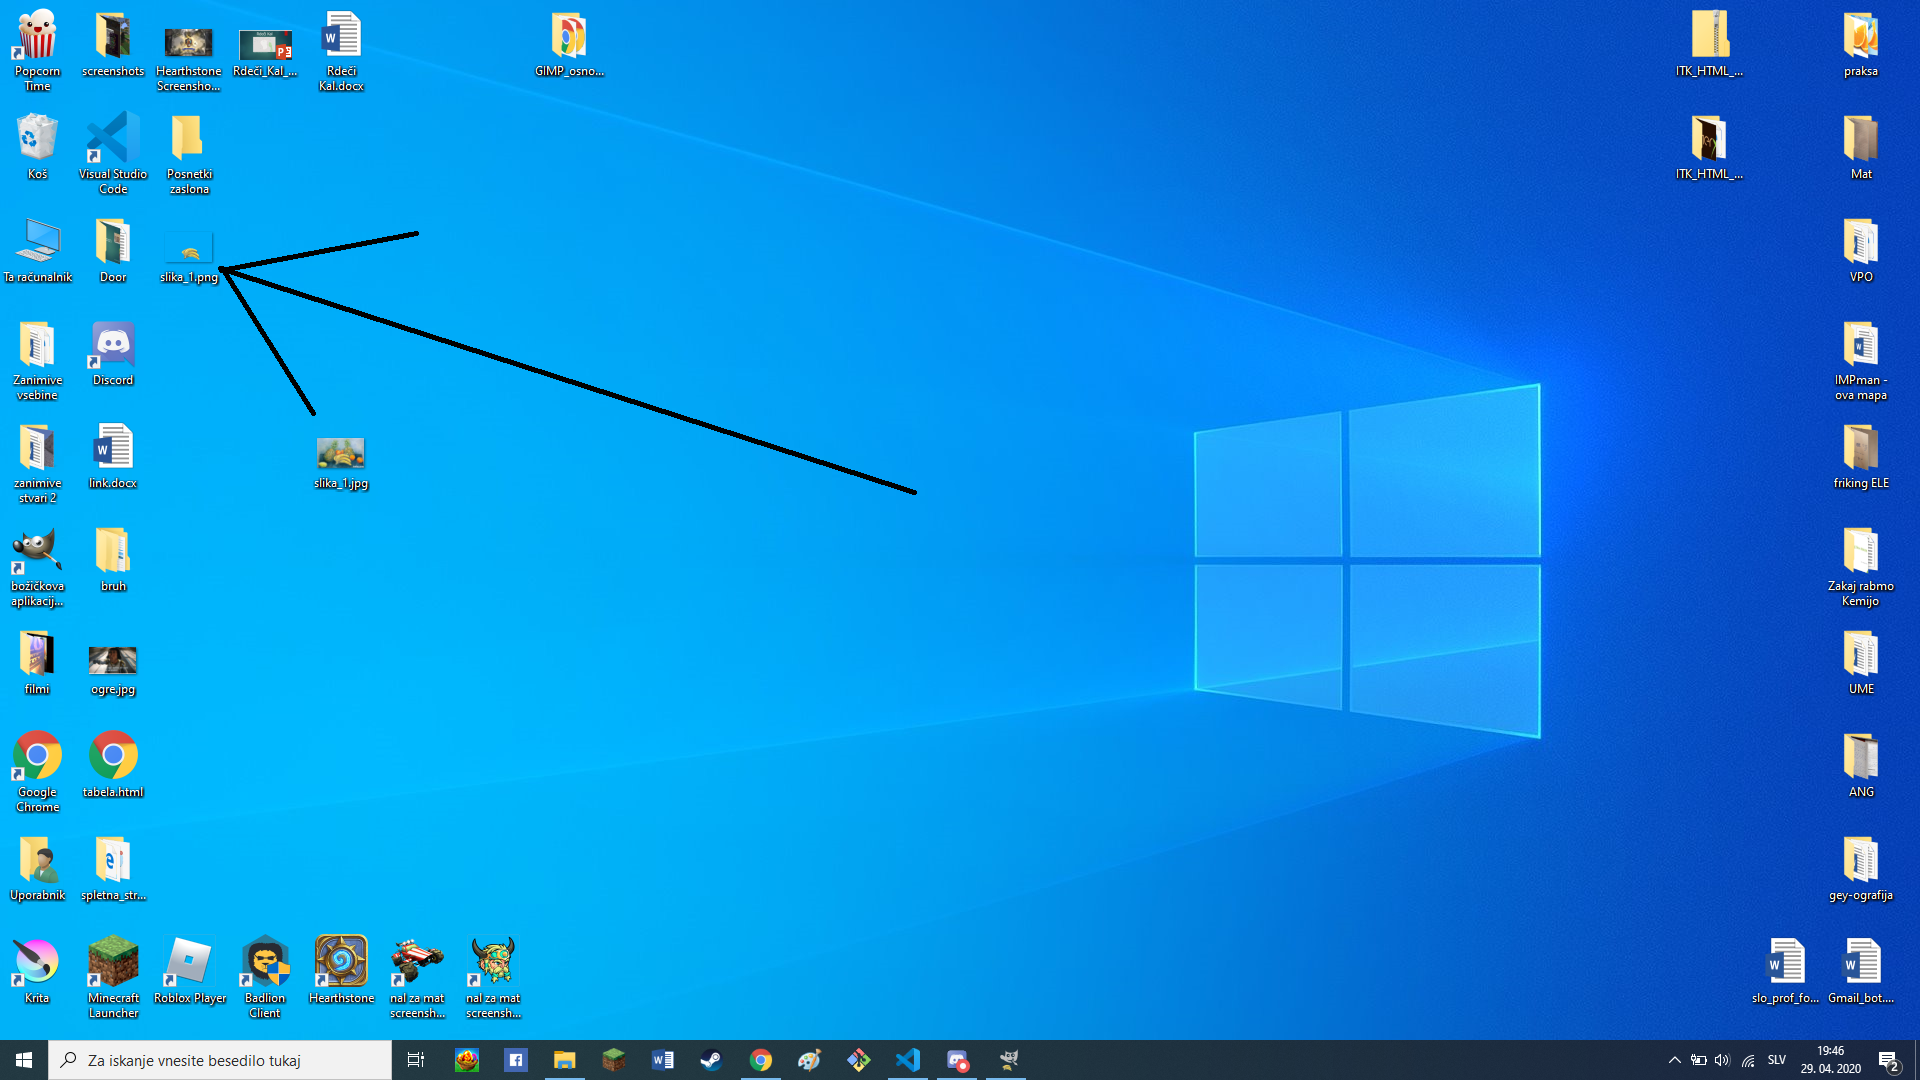 Popcorn
Time
screenshots
Hearthstone
Screensho...
Rdeči_Kal_...
Rdeči
Kal.docx
GIMP_osno...
ITK_HTML_...
praksa
Koš
Visual Studio
Code
Posnetki
zaslona
ITK_HTML_...
Mat
Ta računalnik
Door
slika_1.png
VPO
Zanimive
vsebine
Discord
IMPman -
ova mapa
zanimive
stvari 2
link.docx
slika_1.jpg
friking ELE
božičkova
aplikacij...
bruh
Zakaj rabmo
Kemijo
filmi
ogre.jpg
UME
Google
Chrome
tabela.html
ANG
Uporabnik
spletna_str...
gey-ografija
Krita
Minecraft
Launcher
Roblox Player
Badlion
Client
Hearthstone
nal za mat
screensh...
nal za mat
screensh...
slo_prof_fo...
Gmail_bot....
Za iskanje vnesite besedilo tukaj
SLV
19:46
29. 04. 2020
2